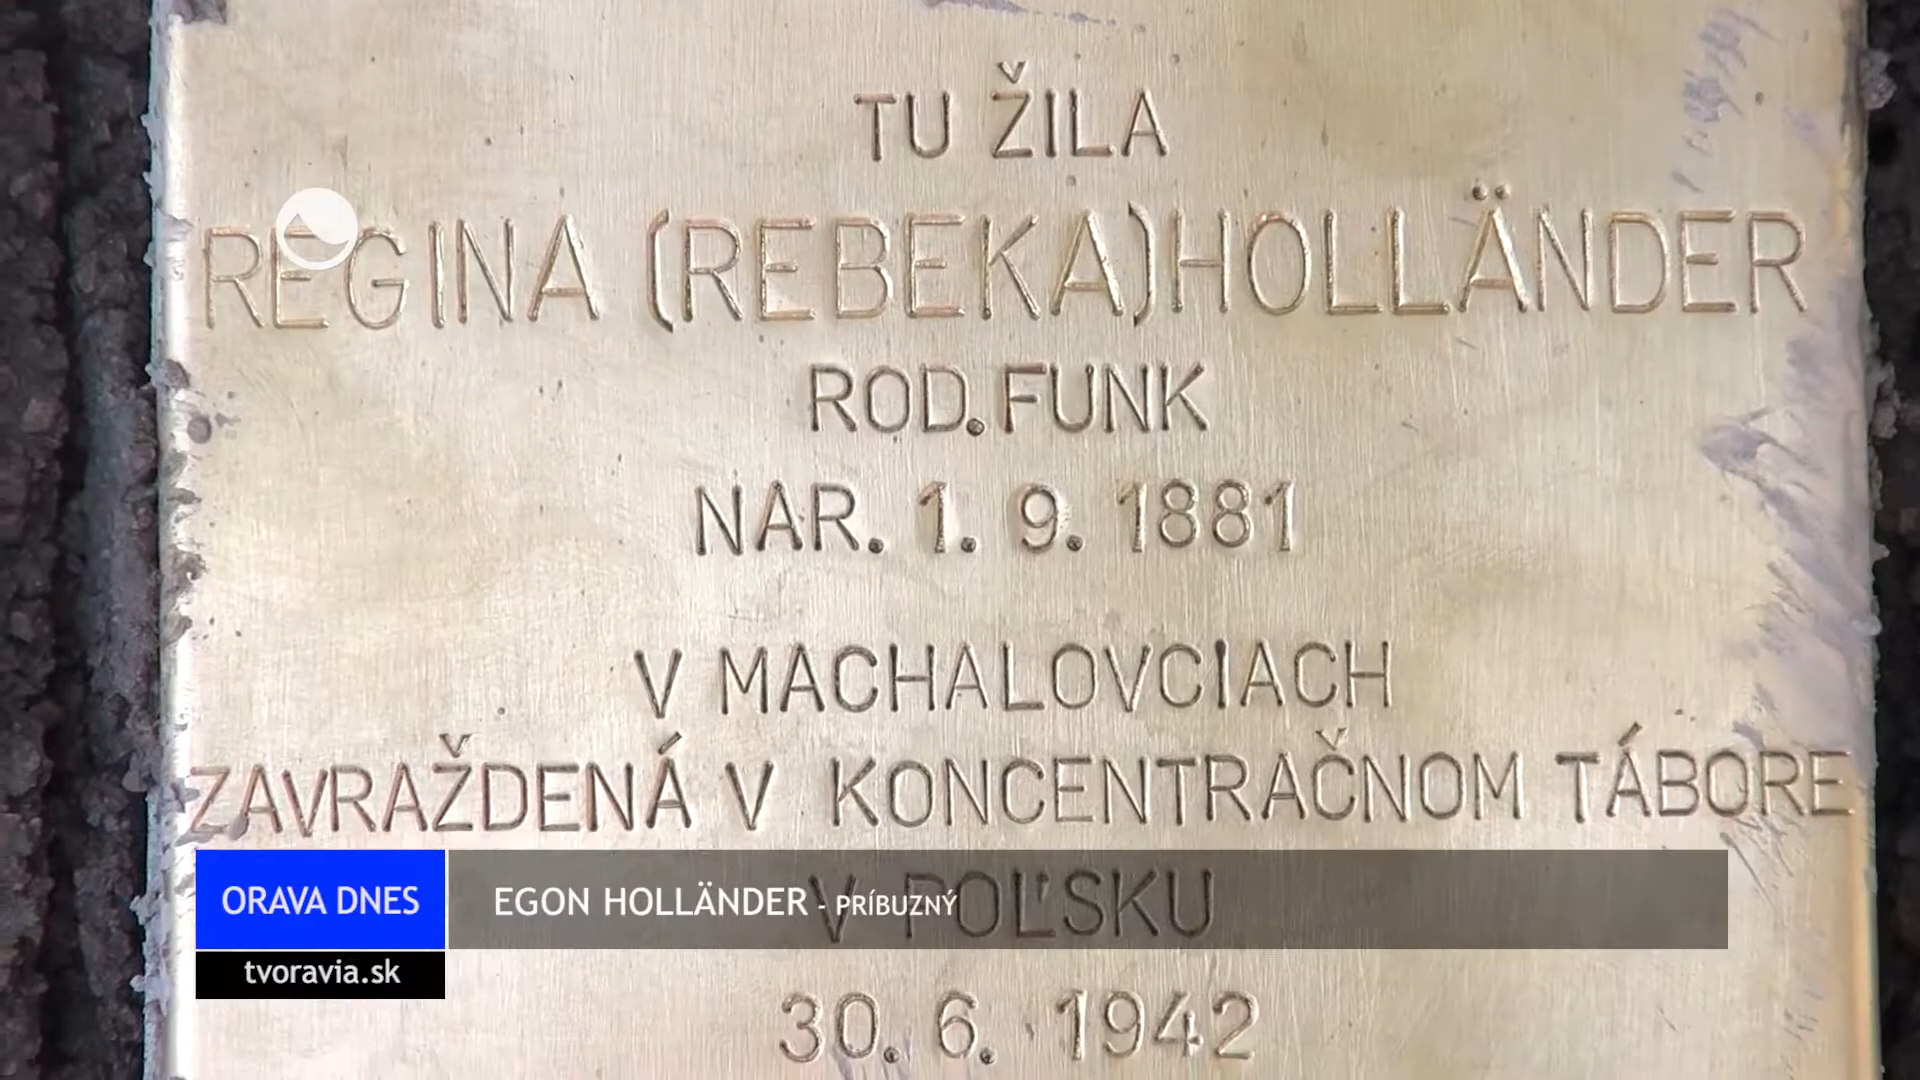 TU ŽILA
REGINA (REBEKA) HOLLÄNDER
ROD. FUNK
NAR. 1. 9. 1881
V MACHALOVCIACH
ZAVRAŽDENÁ V KONCENTRAČNOM TÁBORE
V POĽSKU
ORAVA DNES
EGON HOLLÄNDER - PRÍBUZNÝ
tvoravia.sk
30. 6. 1942